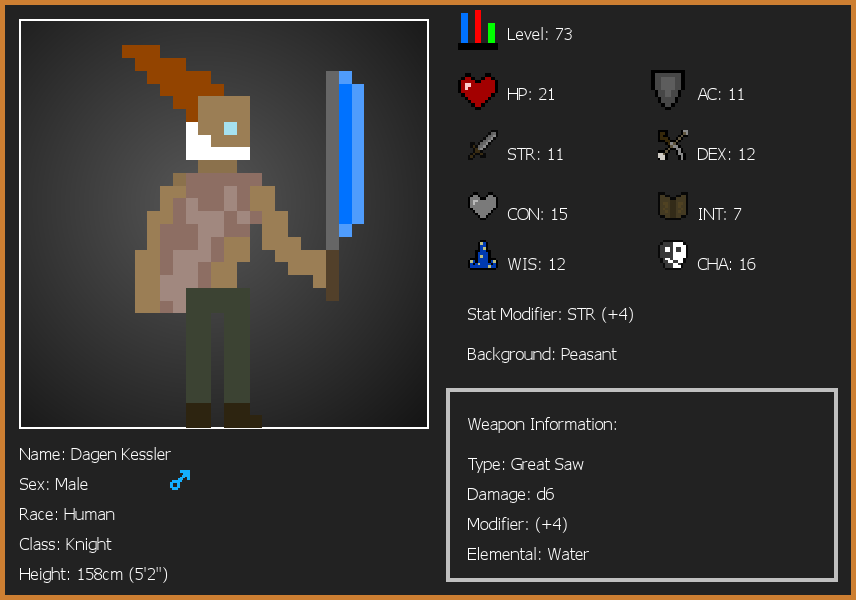 Level: 73
HP: 21
AC: 11
STR: 11
DEX: 12
CON: 15
INT: 7
WIS: 12
CHA: 16
Stat Modifier: STR (+4)
Background: Peasant
Weapon Information:
Type: Great Saw
Damage: d6
Modifier: (+4)
Elemental: Water
Name: Dagen Kessler
Sex: Male
Race: Human
Class: Knight
Height: 158cm (5'2")